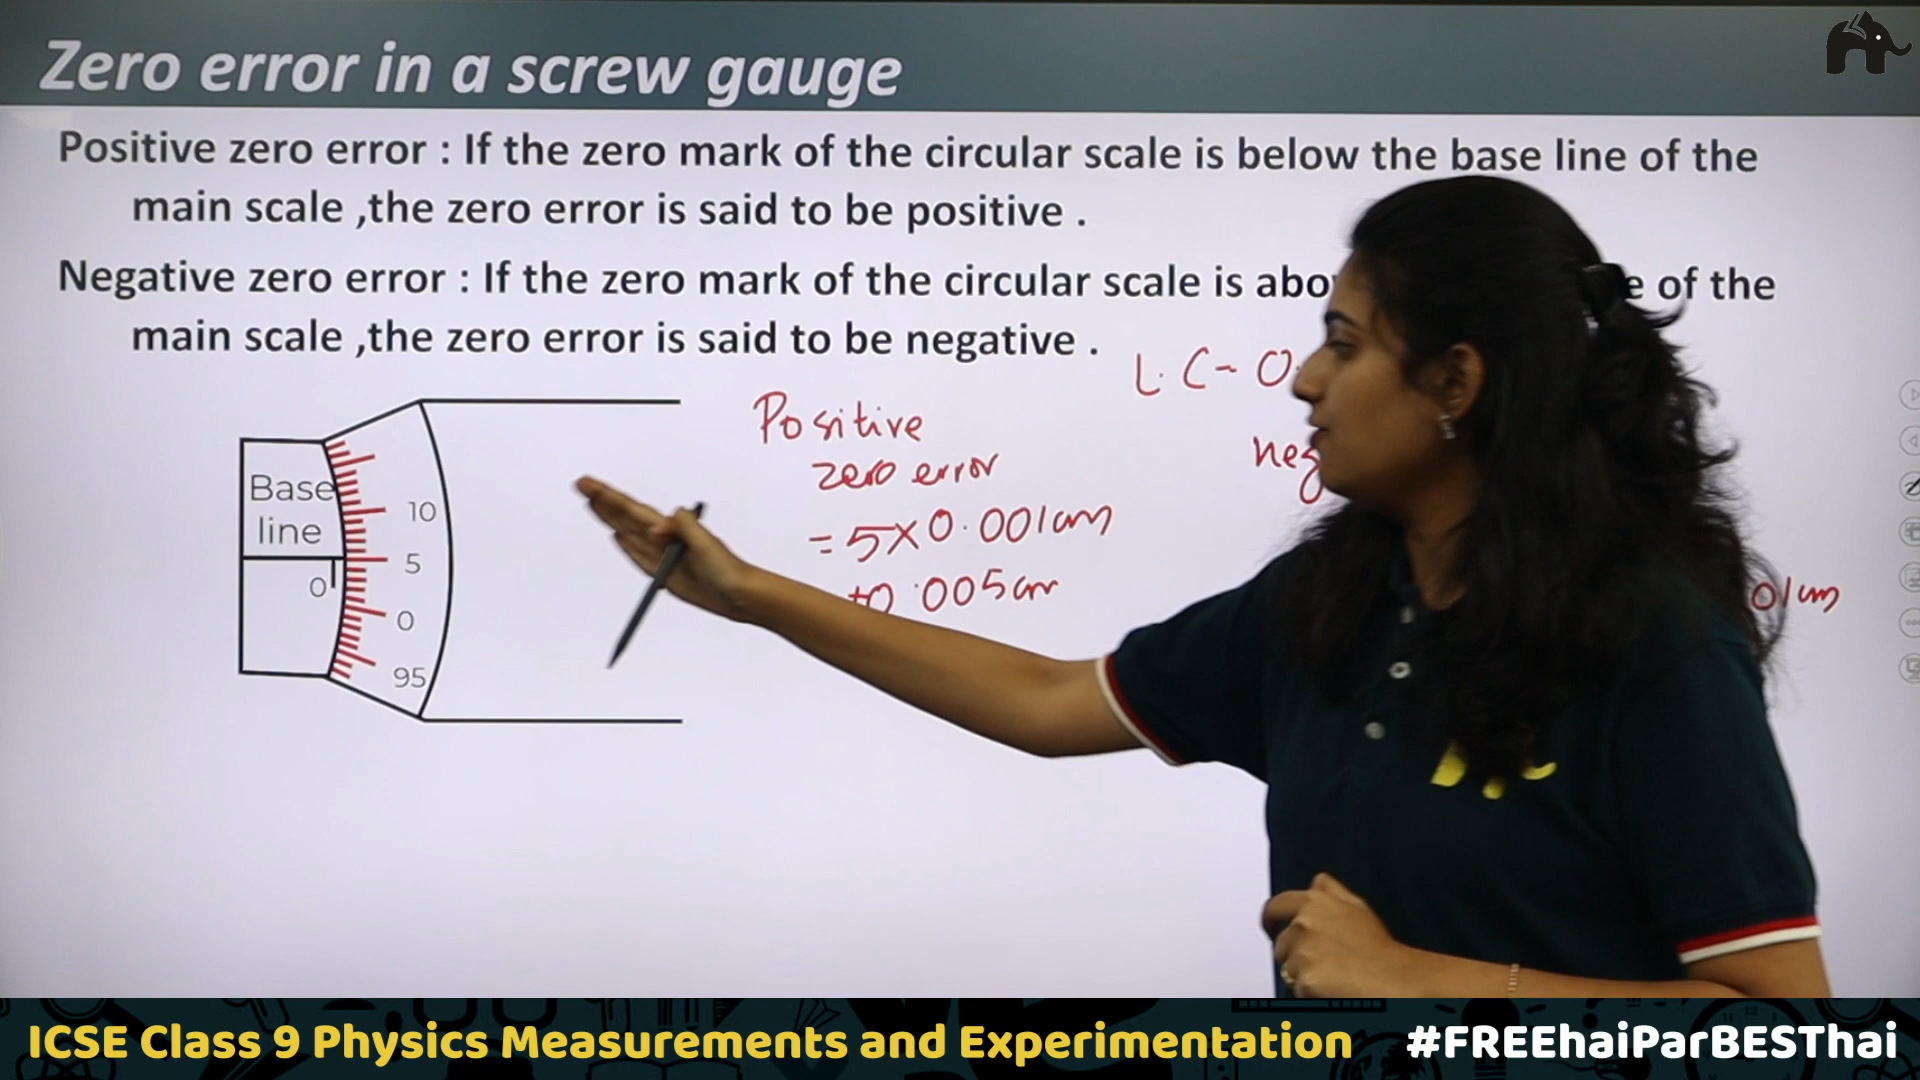 Zero error in a screw gauge
Positive zero error : If the zero mark of the circular scale is below the base line of the
main scale ,the zero error is said to be positive .
Negative zero error : If the zero mark of the circular scale is
e of the
main scale ,the zero error is said to be negative .
L.C- 0.
Positive
zero error
= 5×0.001cm
+0.005cm
neg
01cm
Base
line
0
10
5
0
95
ICSE Class 9 Physics Measurements and Experimentation #FREEhaiParBESThai